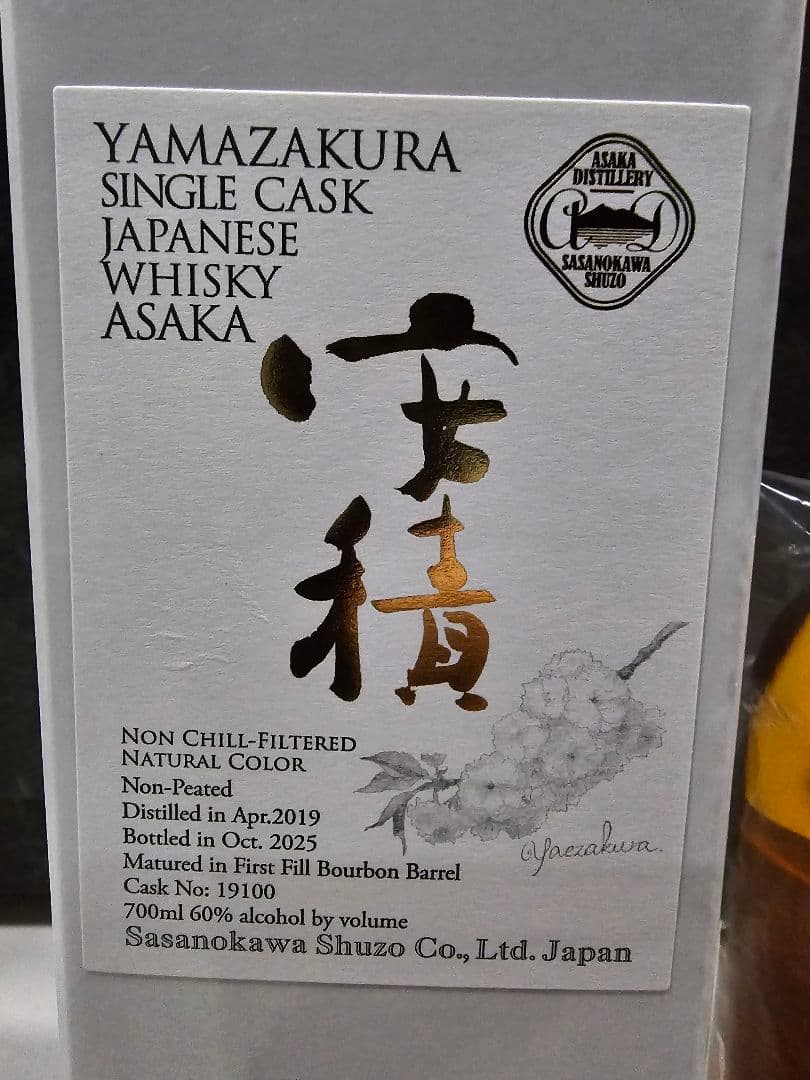 YAMAZAKURA
SINGLE CASK
JAPANESE
WHISKY
ASAKA
ASAKA
DISTILLERY
AD
SASANOKAWA
SHUZO
安
積
NON CHILL-FILTERED
NATURAL COLOR
Non-Peated
Distilled in Apr.2019
Bottled in Oct. 2025
Matured in First Fill Bourbon Barrel
Cask No: 19100
700ml 60% alcohol by volume
Sasanokawa Shuzo Co., Ltd. Japan
Yaezakura.